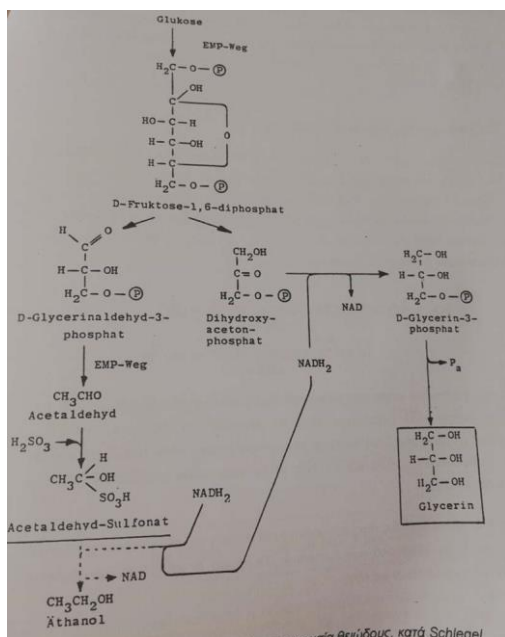 Glukose
EMP-Weg
H₂C—O—Ⓟ
C OH
HO—C—H O
H—C—OH
H—C
H₂C—O—Ⓟ
D-Fruktose-1,6-diphosphat
H O
C
H—C—OH
H₂C—O—Ⓟ
D-Glycerinaldehyd-3-
phosphat
CH₂OH
C=O
H₂C—O—Ⓟ
Dihydroxy-
aceton-
phosphat
NAD
H₂C—OH
H—C—OH
H₂C—O—Ⓟ
D-Glycerin-3-
phosphat
EMP-Weg
NADH₂
Pa
CH₃CHO
Acetaldehyd
H₂SO₃
H
CH₃C—OH
SO₃H
Acetaldehyd-Sulfonat
NADH₂
H₂C—OH
H—C—OH
H₂C—OH
Glycerin
NAD
CH₃CH₂OH
Äthanol
θειώδους, κατά Schlegel